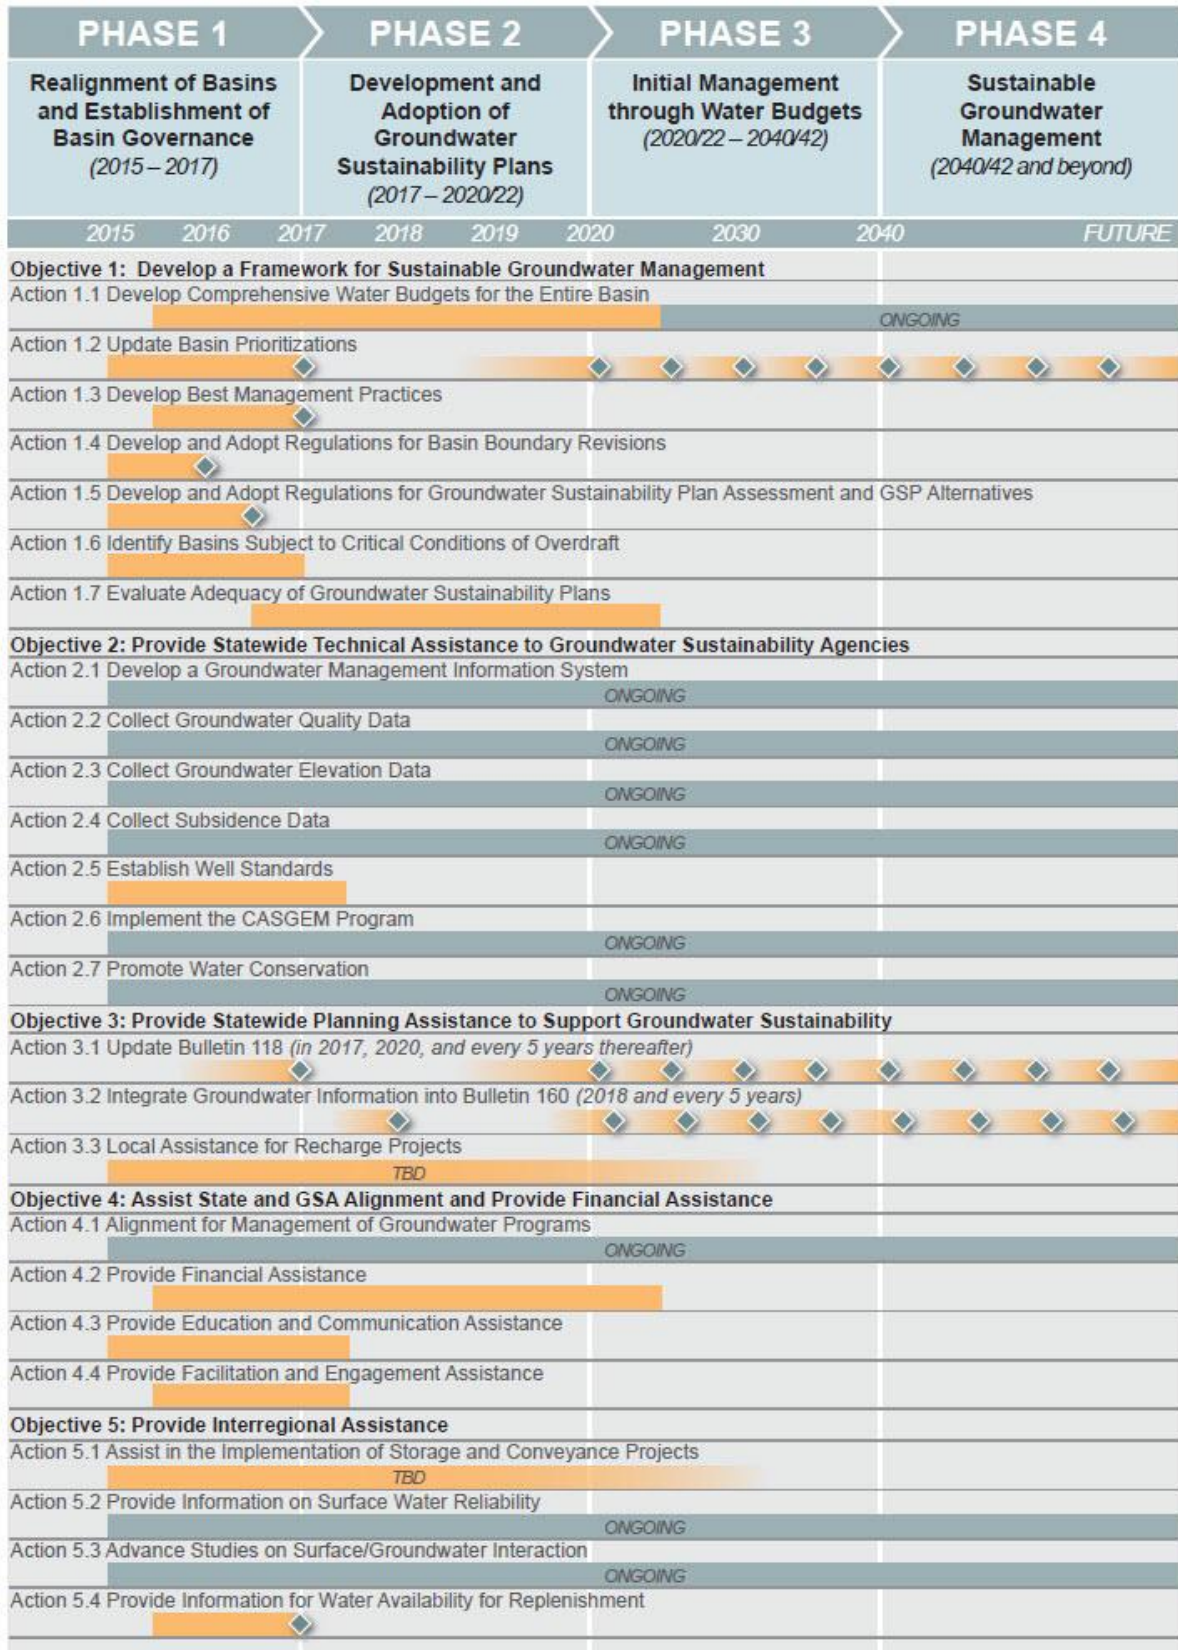 PHASE 1 PHASE 2 PHASE 3 PHASE 4
Realignment of Basins
and Establishment of
Basin Governance
(2015 – 2017)
Development and
Adoption of
Groundwater
Sustainability Plans
(2017 – 2020/22)
Initial Management
through Water Budgets
(2020/22 – 2040/42)
Sustainable
Groundwater
Management
(2040/42 and beyond)
2015 2016 2017 2018 2019 2020 2030 2040 FUTURE
Objective 1: Develop a Framework for Sustainable Groundwater Management
Action 1.1 Develop Comprehensive Water Budgets for the Entire Basin
ONGOING
Action 1.2 Update Basin Prioritizations
Action 1.3 Develop Best Management Practices
Action 1.4 Develop and Adopt Regulations for Basin Boundary Revisions
Action 1.5 Develop and Adopt Regulations for Groundwater Sustainability Plan Assessment and GSP Alternatives
Action 1.6 Identify Basins Subject to Critical Conditions of Overdraft
Action 1.7 Evaluate Adequacy of Groundwater Sustainability Plans
Objective 2: Provide Statewide Technical Assistance to Groundwater Sustainability Agencies
Action 2.1 Develop a Groundwater Management Information System
ONGOING
Action 2.2 Collect Groundwater Quality Data
ONGOING
Action 2.3 Collect Groundwater Elevation Data
ONGOING
Action 2.4 Collect Subsidence Data
ONGOING
Action 2.5 Establish Well Standards
Action 2.6 Implement the CASGEM Program
ONGOING
Action 2.7 Promote Water Conservation
ONGOING
Objective 3: Provide Statewide Planning Assistance to Support Groundwater Sustainability
Action 3.1 Update Bulletin 118 (in 2017, 2020, and every 5 years thereafter)
Action 3.2 Integrate Groundwater Information into Bulletin 160 (2018 and every 5 years)
Action 3.3 Local Assistance for Recharge Projects
TBD
Objective 4: Assist State and GSA Alignment and Provide Financial Assistance
Action 4.1 Alignment for Management of Groundwater Programs
ONGOING
Action 4.2 Provide Financial Assistance
Action 4.3 Provide Education and Communication Assistance
Action 4.4 Provide Facilitation and Engagement Assistance
Objective 5: Provide Interregional Assistance
Action 5.1 Assist in the Implementation of Storage and Conveyance Projects
TBD
Action 5.2 Provide Information on Surface Water Reliability
ONGOING
Action 5.3 Advance Studies on Surface/Groundwater Interaction
ONGOING
Action 5.4 Provide Information for Water Availability for Replenishment